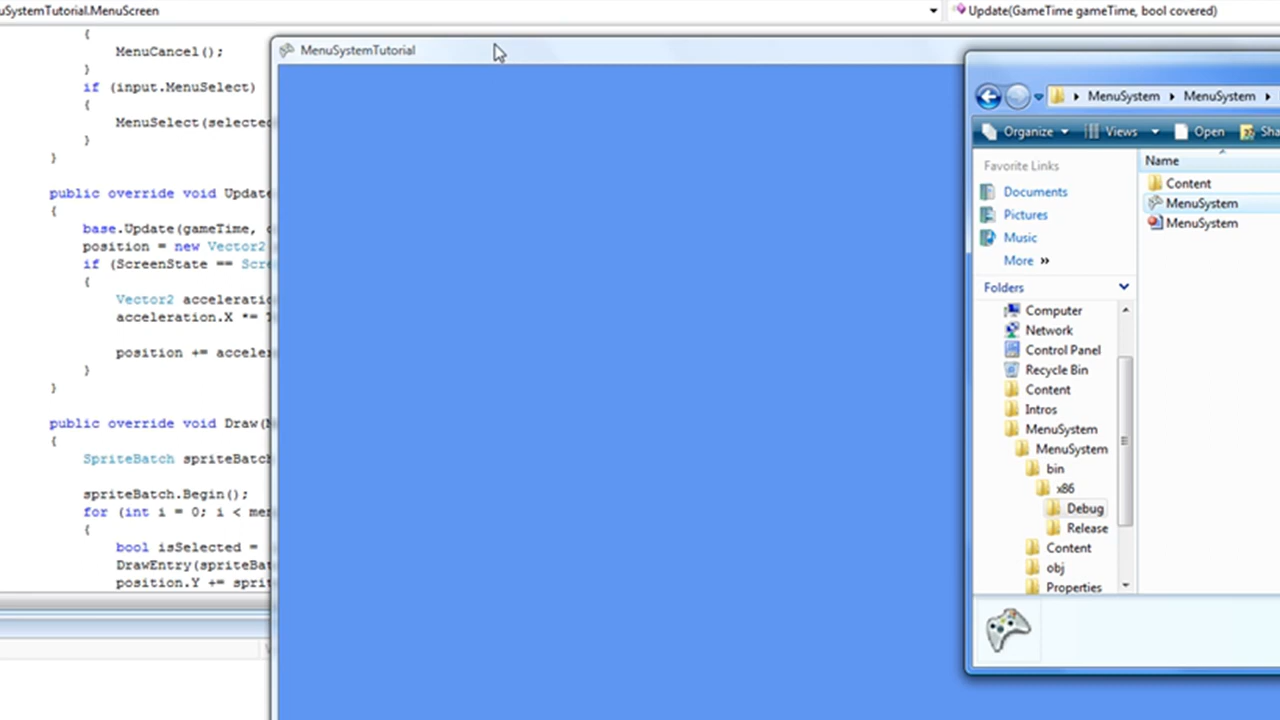 uSystemTutorial.MenuScreen
Update(GameTime gameTime, bool covered)
{
MenuCancel();
}
if (input.MenuSelect)
{
MenuSelect(selecte
}
}
public override void Update
{
base.Update(gameTime,
position = new Vector2
if (ScreenState == Scre
{
Vector2 acceleratio
acceleration.X *=
position += acceler
}
}
public override void Draw(
{
SpriteBatch spriteBatch
spriteBatch.Begin();
for (int i = 0; i < men
{
bool isSelected =
DrawEntry(spriteBat
position.Y += sprit
MenuSystemTutorial
MenuSystem
MenuSystem
Organize
Views
Open
Sha
Favorite Links
Documents
Pictures
Music
More »
Folders
Computer
Network
Control Panel
Recycle Bin
Content
Intros
MenuSystem
MenuSystem
bin
x86
Debug
Release
Content
obj
Properties
Name
Content
MenuSystem
MenuSystem